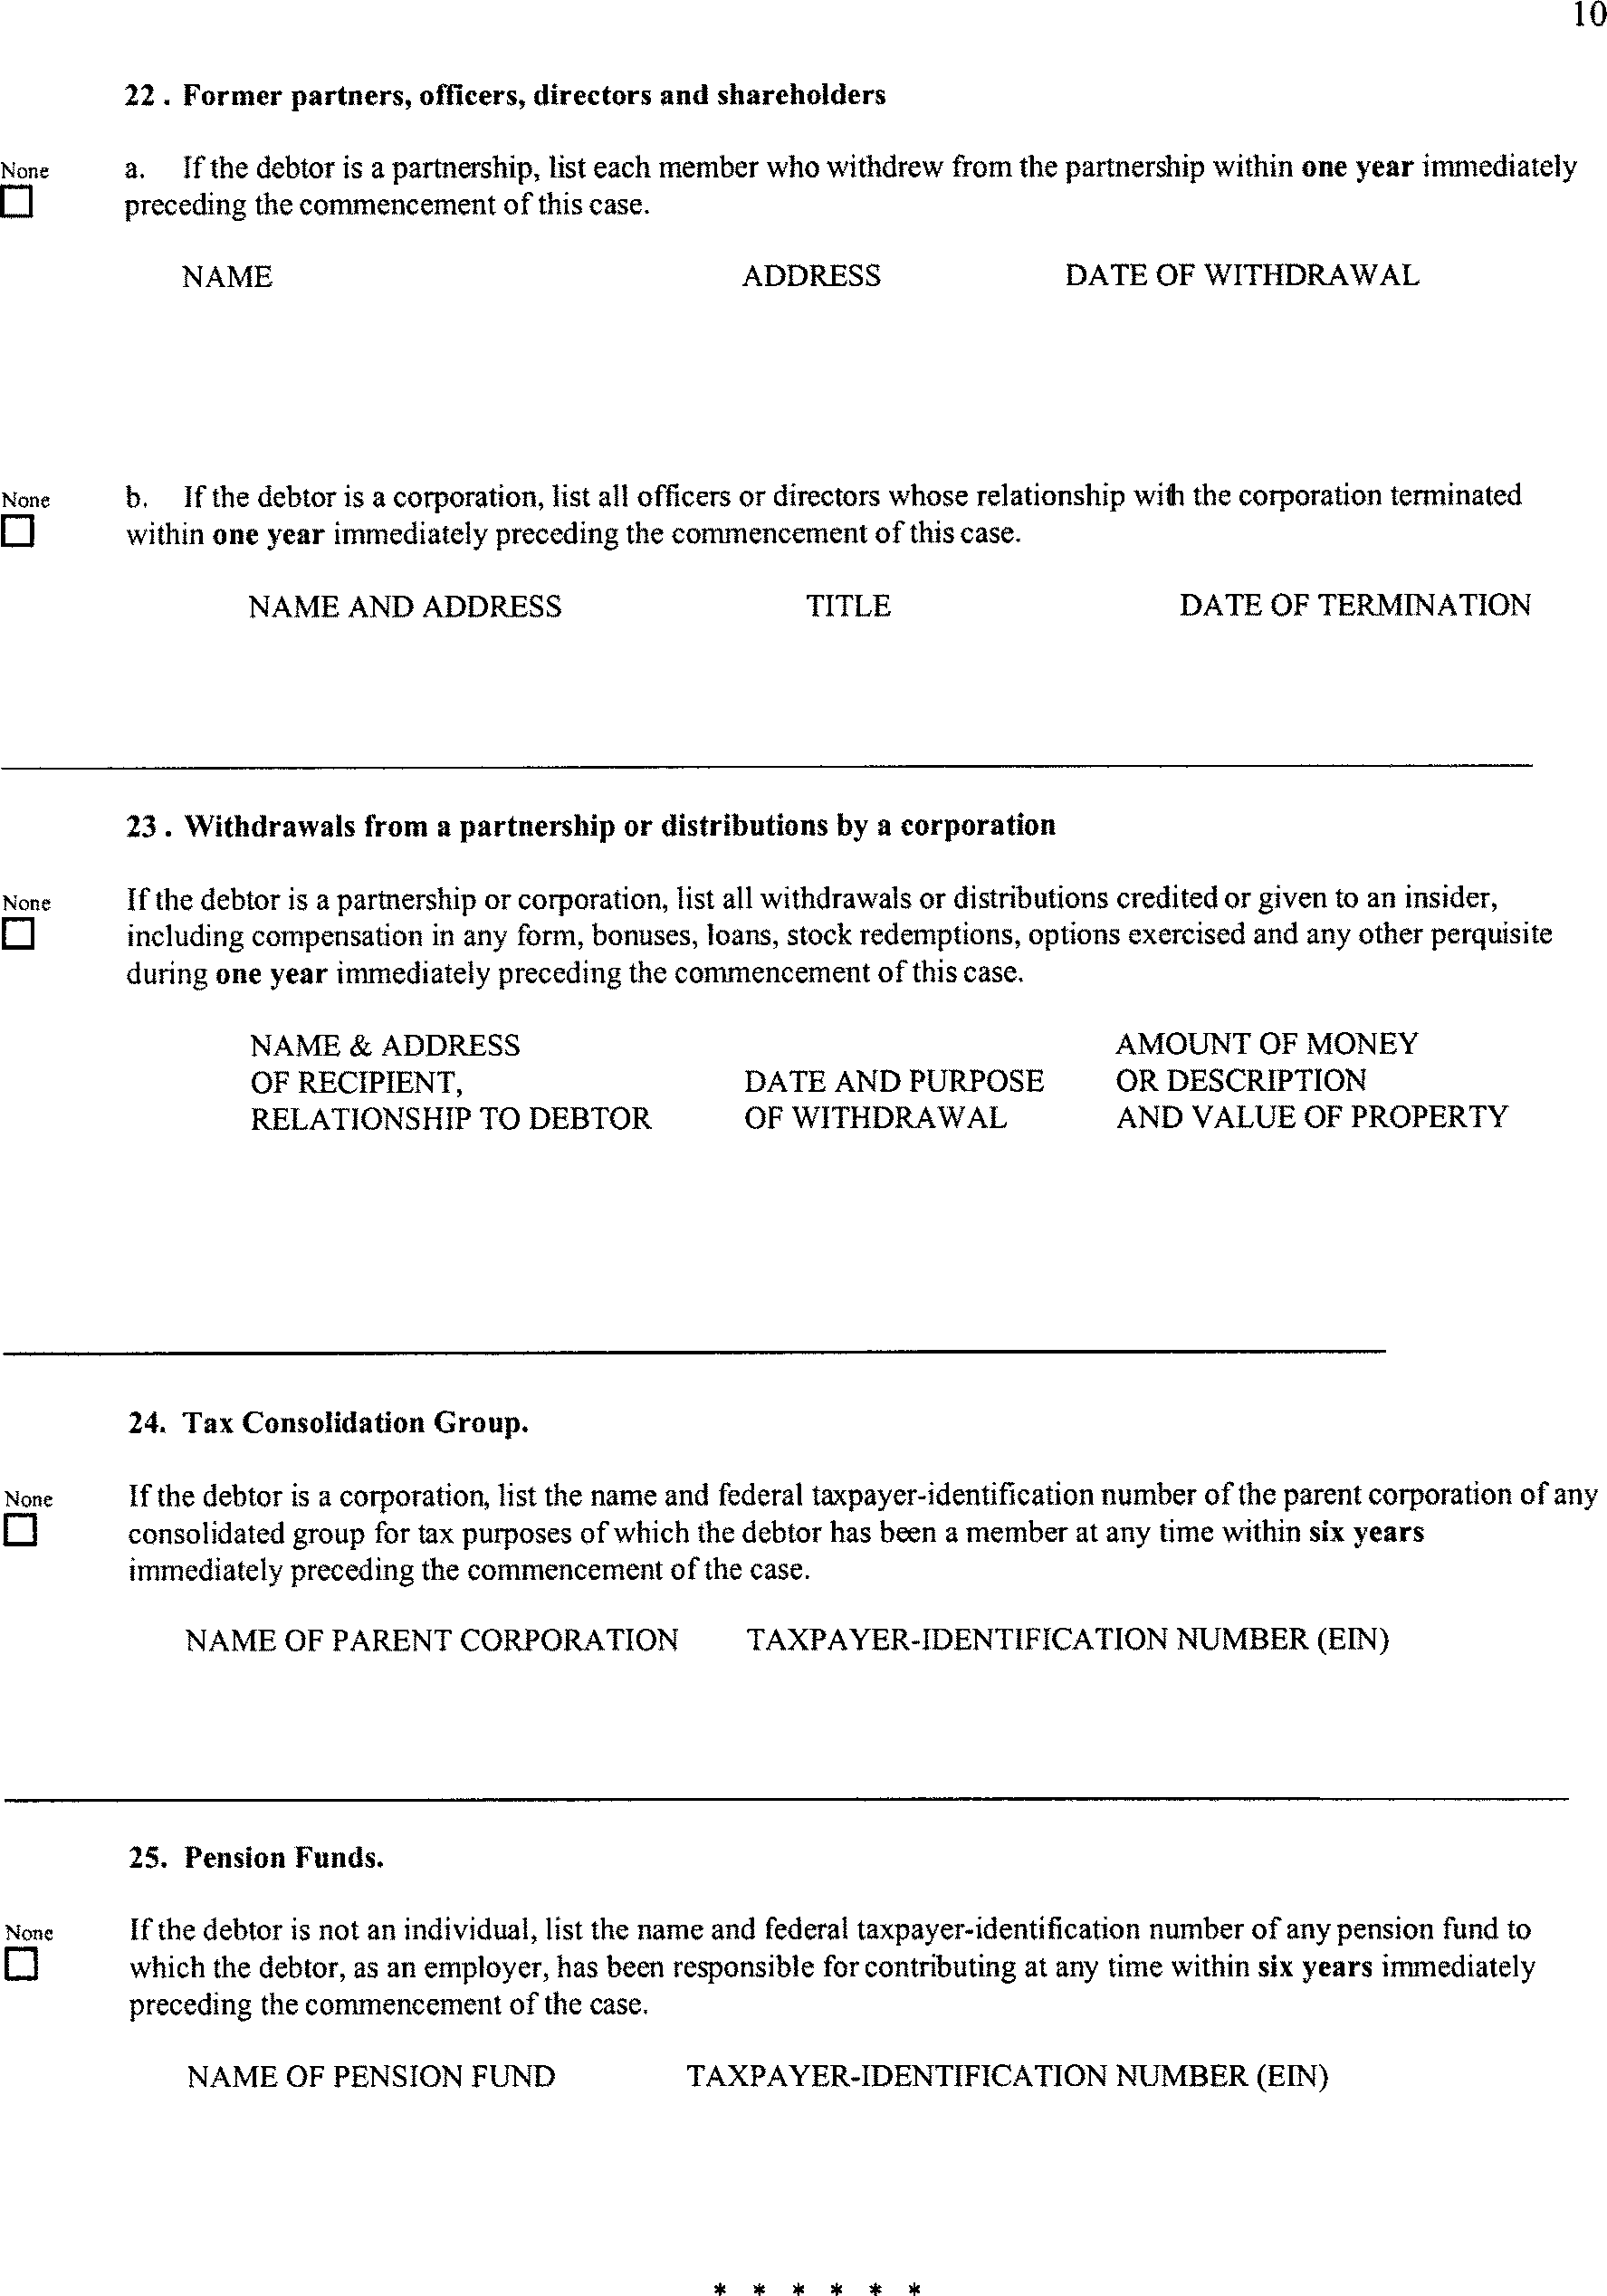 10
22 . Former partners, officers, directors and shareholders
None a. If the debtor is a partnership, list each member who withdrew from the partnership within one year immediately
preceding the commencement of this case.
NAME ADDRESS DATE OF WITHDRAWAL
None b. If the debtor is a corporation, list all officers or directors whose relationship with the corporation terminated
within one year immediately preceding the commencement of this case.
NAME AND ADDRESS TITLE DATE OF TERMINATION
23 . Withdrawals from a partnership or distributions by a corporation
None If the debtor is a partnership or corporation, list all withdrawals or distributions credited or given to an insider,
including compensation in any form, bonuses, loans, stock redemptions, options exercised and any other perquisite
during one year immediately preceding the commencement of this case.
NAME & ADDRESS AMOUNT OF MONEY
OF RECIPIENT, DATE AND PURPOSE OR DESCRIPTION
RELATIONSHIP TO DEBTOR OF WITHDRAWAL AND VALUE OF PROPERTY
24. Tax Consolidation Group.
None If the debtor is a corporation, list the name and federal taxpayer-identification number of the parent corporation of any
consolidated group for tax purposes of which the debtor has been a member at any time within six years
immediately preceding the commencement of the case.
NAME OF PARENT CORPORATION TAXPAYER-IDENTIFICATION NUMBER (EIN)
25. Pension Funds.
None If the debtor is not an individual, list the name and federal taxpayer-identification number of any pension fund to
which the debtor, as an employer, has been responsible for contributing at any time within six years immediately
preceding the commencement of the case.
NAME OF PENSION FUND TAXPAYER-IDENTIFICATION NUMBER (EIN)
* * * * * *